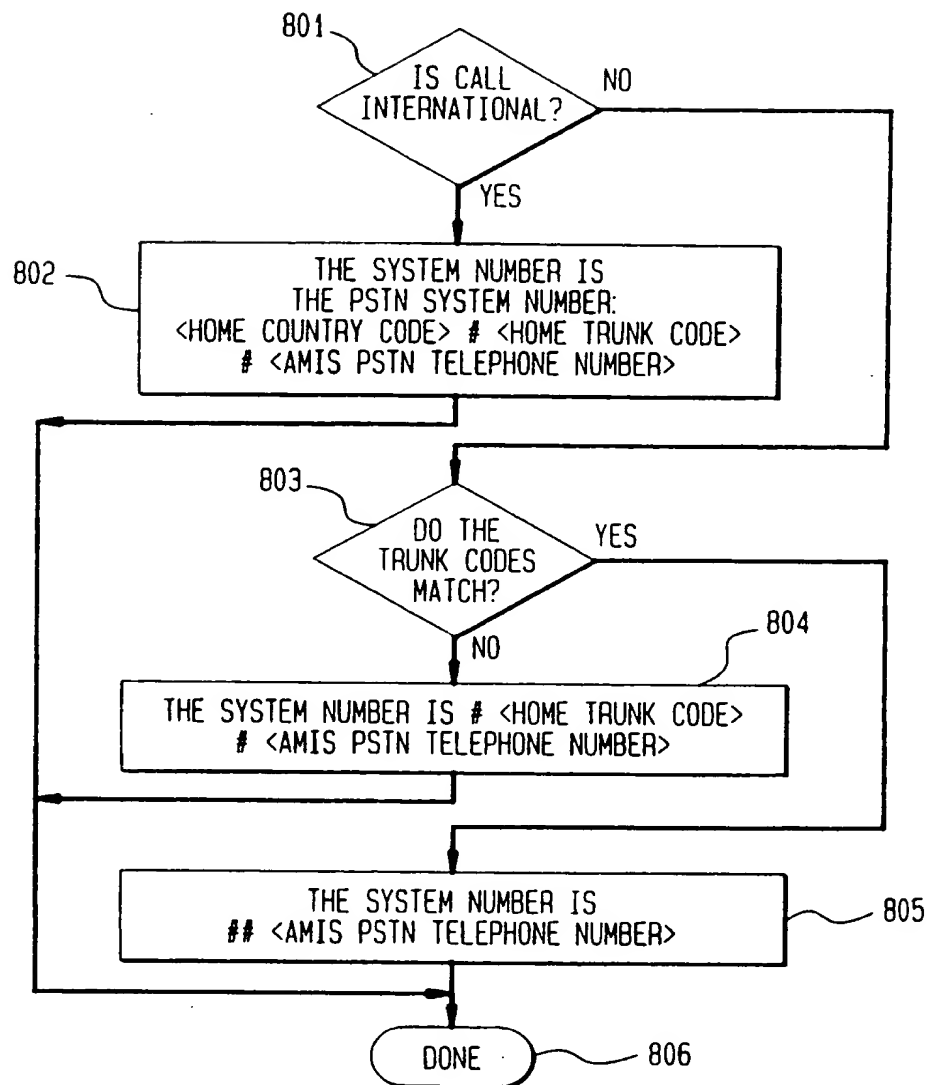 801
IS CALL
INTERNATIONAL?
NO
YES
802
THE SYSTEM NUMBER IS
THE PSTN SYSTEM NUMBER:
<HOME COUNTRY CODE> # <HOME TRUNK CODE>
# <AMIS PSTN TELEPHONE NUMBER>
803
DO THE
TRUNK CODES
MATCH?
YES
NO
804
THE SYSTEM NUMBER IS # <HOME TRUNK CODE>
# <AMIS PSTN TELEPHONE NUMBER>
THE SYSTEM NUMBER IS
## <AMIS PSTN TELEPHONE NUMBER>
805
DONE
806